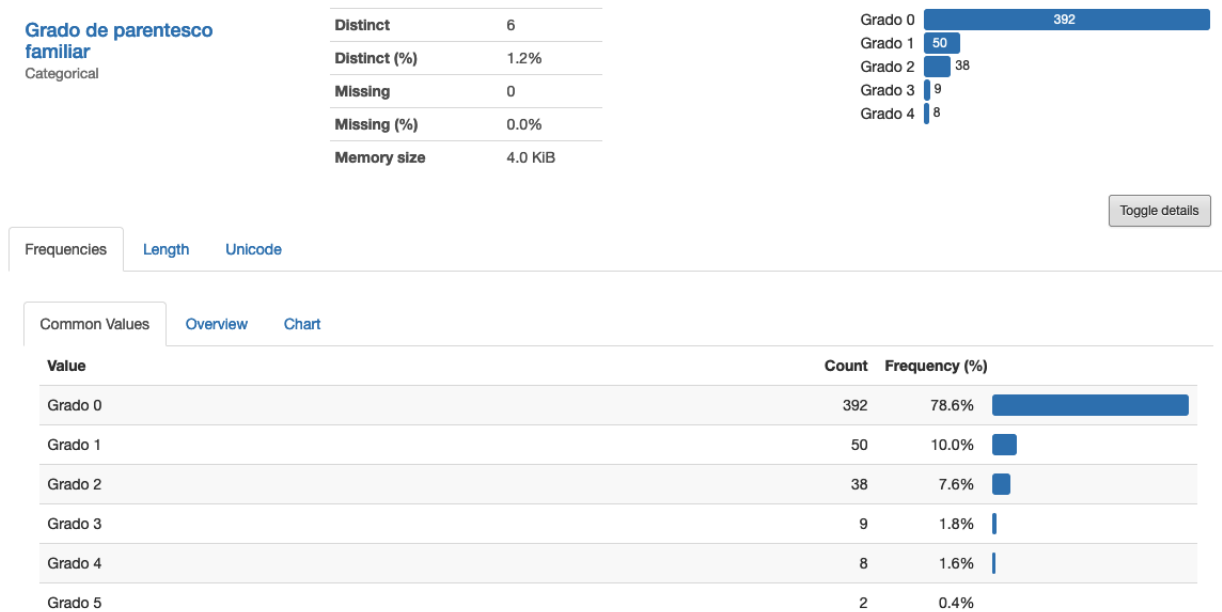 Grado de parentesco
familiar
Categorical
Distinct 6
Distinct (%) 1.2%
Missing 0
Missing (%) 0.0%
Memory size 4.0 KiB
Grado 0 392
Grado 1 50
Grado 2 38
Grado 3 9
Grado 4 8
Toggle details
Frequencies Length Unicode
Common Values Overview Chart
Value Count Frequency (%)
Grado 0 392 78.6%
Grado 1 50 10.0%
Grado 2 38 7.6%
Grado 3 9 1.8%
Grado 4 8 1.6%
Grado 5 2 0.4%